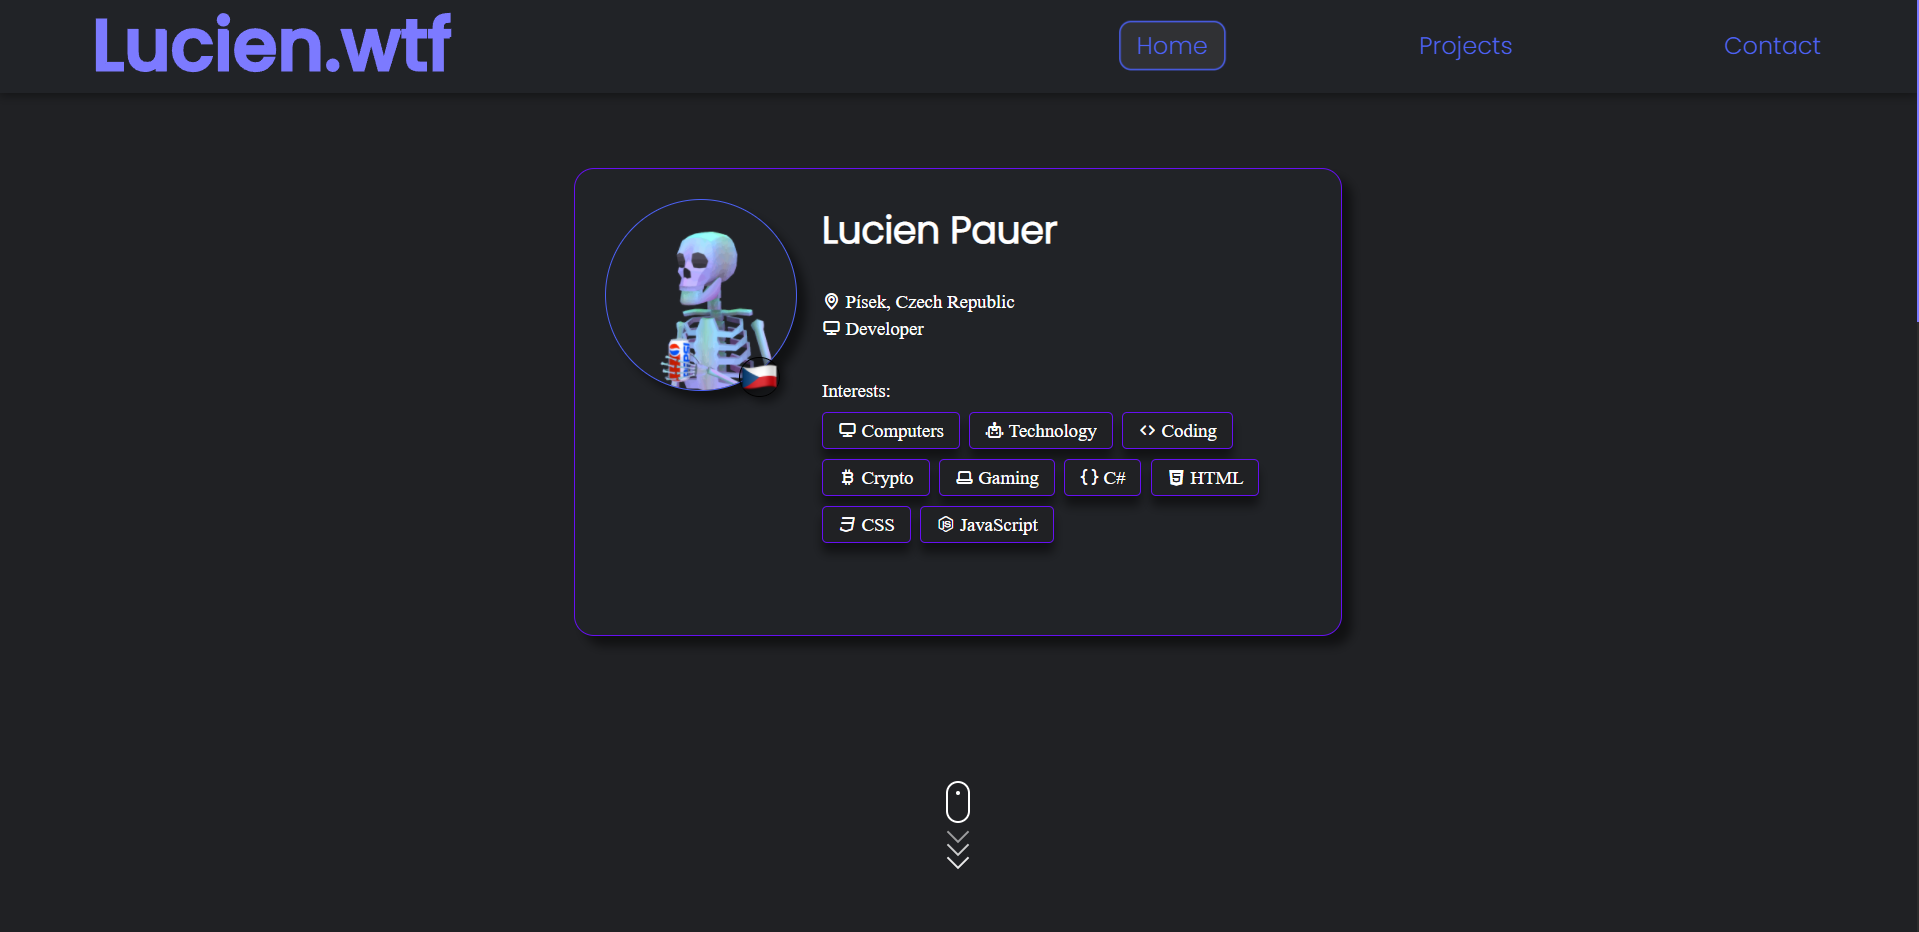 Lucien.wtf
Home Projects Contact
Lucien Pauer
Písek, Czech Republic
Developer
Interests:
Computers Technology Coding
Crypto Gaming C# HTML
CSS JavaScript